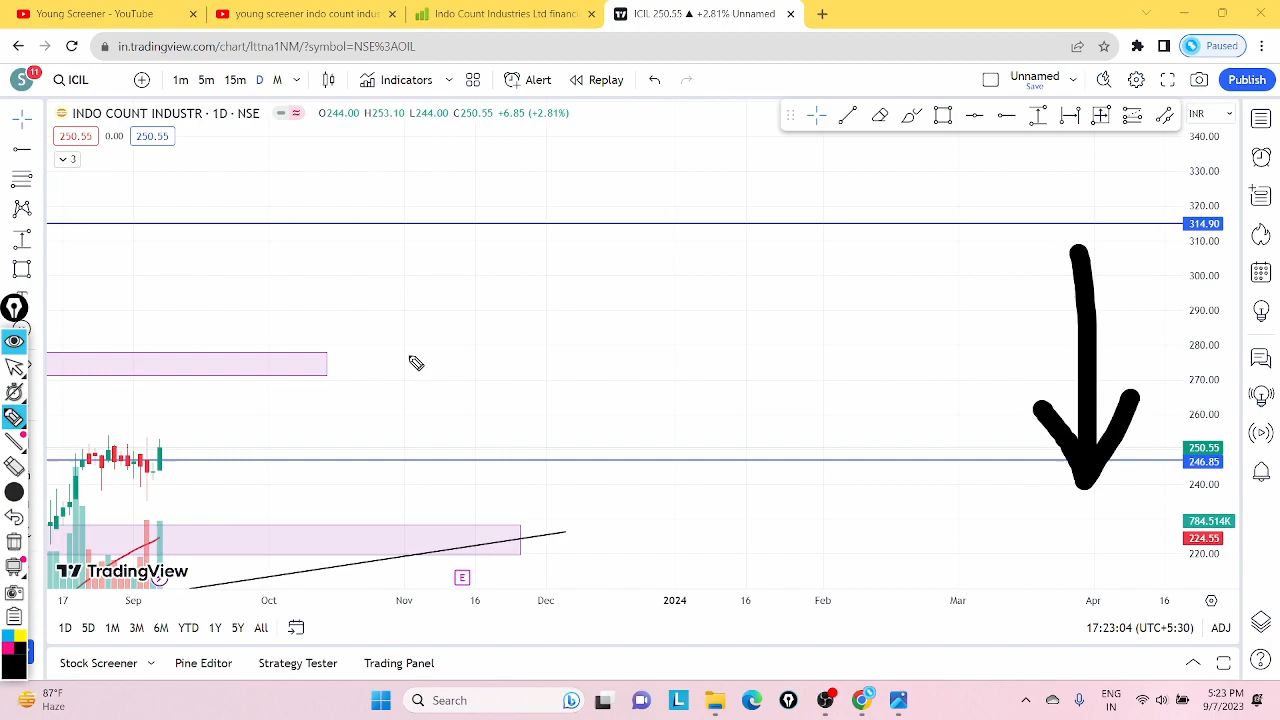 Young Screener - YouTube
young screener indo count indus
Indo Count Industries Ltd financi
ICIL 250.55 ▲ +2.81% Unnamed
in.tradingview.com/chart/lttna1NM/?symbol=NSE%3AOIL
Paused
S 11 ICIL 1m 5m 15m D M Indicators Alert Replay Unnamed Save Publish
INDO COUNT INDUSTR · 1D · NSE O244.00 H253.10 L244.00 C250.55 +6.85 (+2.81%) INR
250.55 0.00 250.55
3
340.00
330.00
320.00
314.90
310.00
300.00
290.00
280.00
270.00
260.00
250.55
246.85
240.00
784.514K
224.55
220.00
TradingView
E
17 Sep Oct Nov 16 Dec 2024 16 Feb Mar Apr 16
1D 5D 1M 3M 6M YTD 1Y 5Y All 17:23:04 (UTC+5:30) ADJ
Stock Screener Pine Editor Strategy Tester Trading Panel
87°F
Haze
Search
L
ENG
IN
5:23 PM
9/7/2023